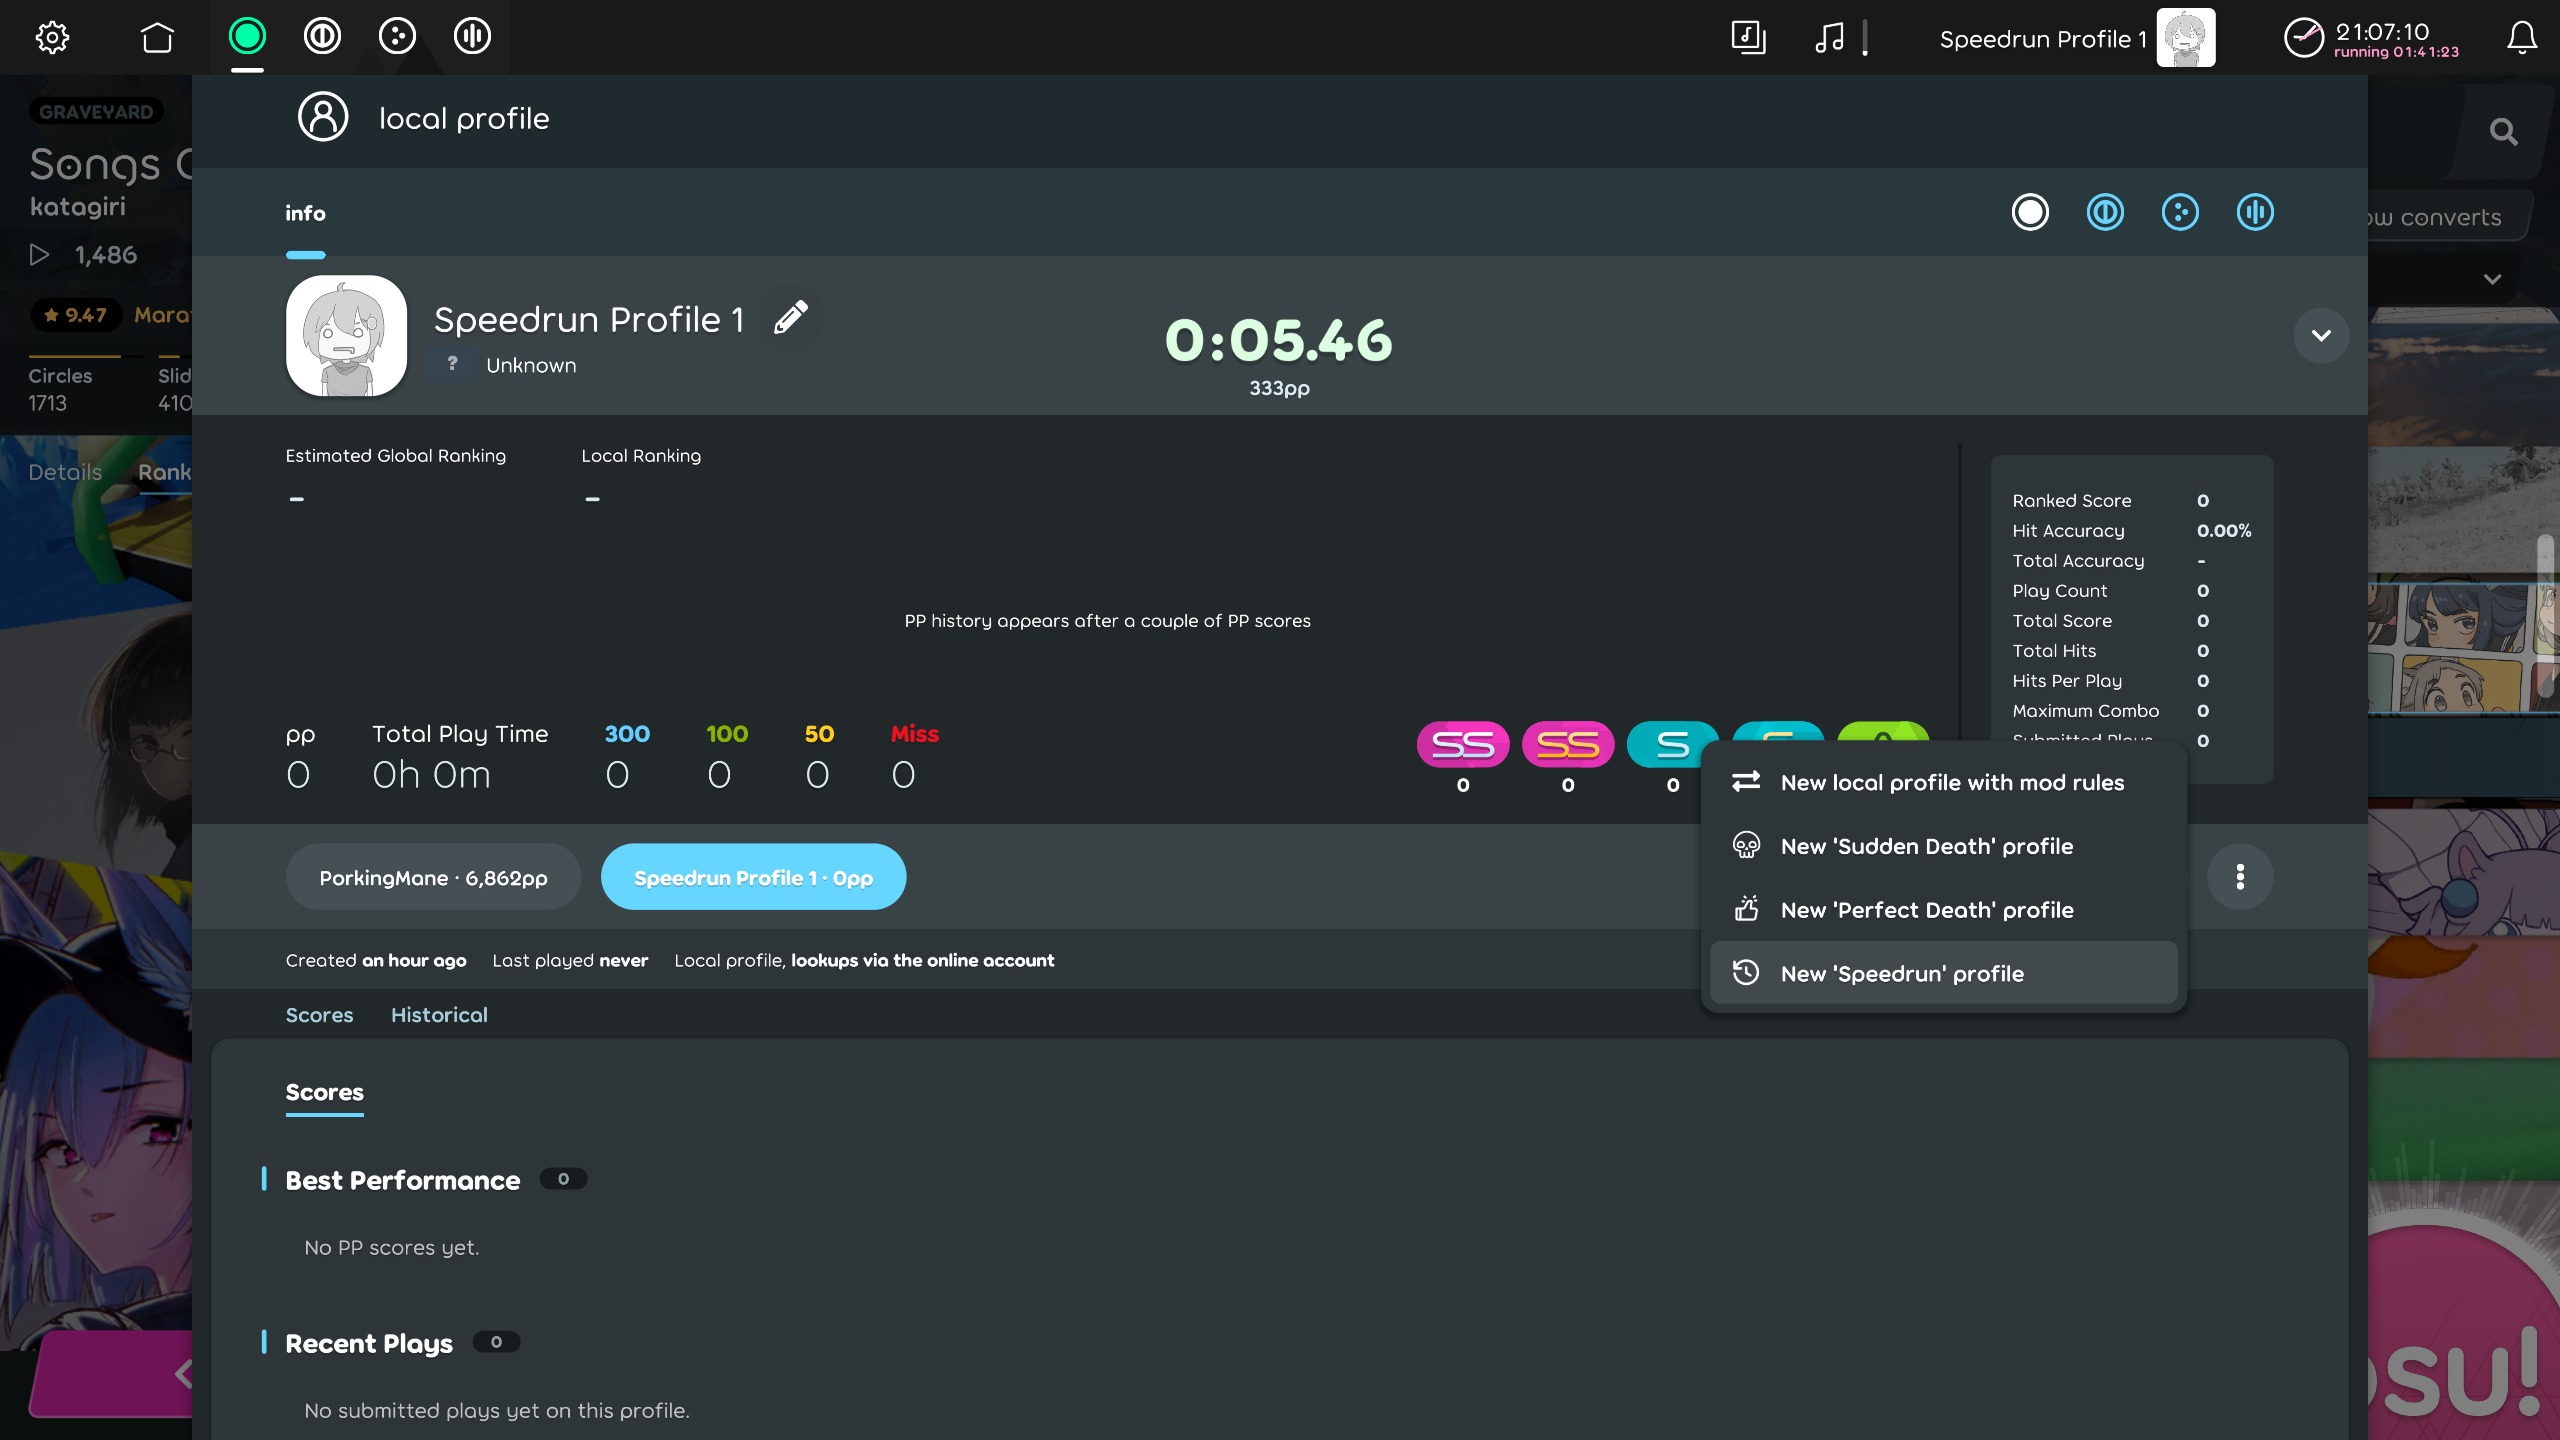 Speedrun Profile 1
21:07:10
running 01:41:23
GRAVEYARD
local profile
Songs
katagiri
info
converts
1,486
9.47
Speedrun Profile 1
0:05.46
? Unknown
333pp
Circles
1713
410
Estimated Global Ranking
Local Ranking
-
-
Details
Ranked Score 0
Hit Accuracy 0.00%
Total Accuracy -
Play Count 0
Total Score 0
Total Hits 0
Hits Per Play 0
Maximum Combo 0
Submitted Plays 0
PP history appears after a couple of PP scores
pp Total Play Time 300 100 50 Miss
0 0h 0m 0 0 0 0
SS SS S
0 0 0
New local profile with mod rules
New 'Sudden Death' profile
New 'Perfect Death' profile
New 'Speedrun' profile
PorkingMane · 6,862pp
Speedrun Profile 1 · 0pp
Created an hour ago Last played never Local profile, lookups via the online account
Scores Historical
Scores
Best Performance 0
No PP scores yet.
Recent Plays 0
No submitted plays yet on this profile.
osu!